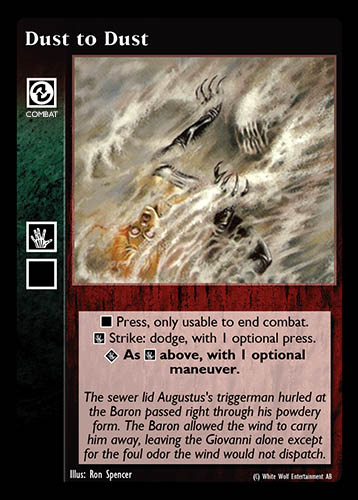 Dust to Dust
COMBAT
Press, only usable to end combat.
Strike: dodge, with 1 optional press.
As above, with 1 optional
maneuver.
The sewer lid Augustus's triggerman hurled at
the Baron passed right through his powdery
form. The Baron allowed the wind to carry
him away, leaving the Giovanni alone except
for the foul odor the wind would not dispatch.
Illus: Ron Spencer
(C) White Wolf Entertainment AB